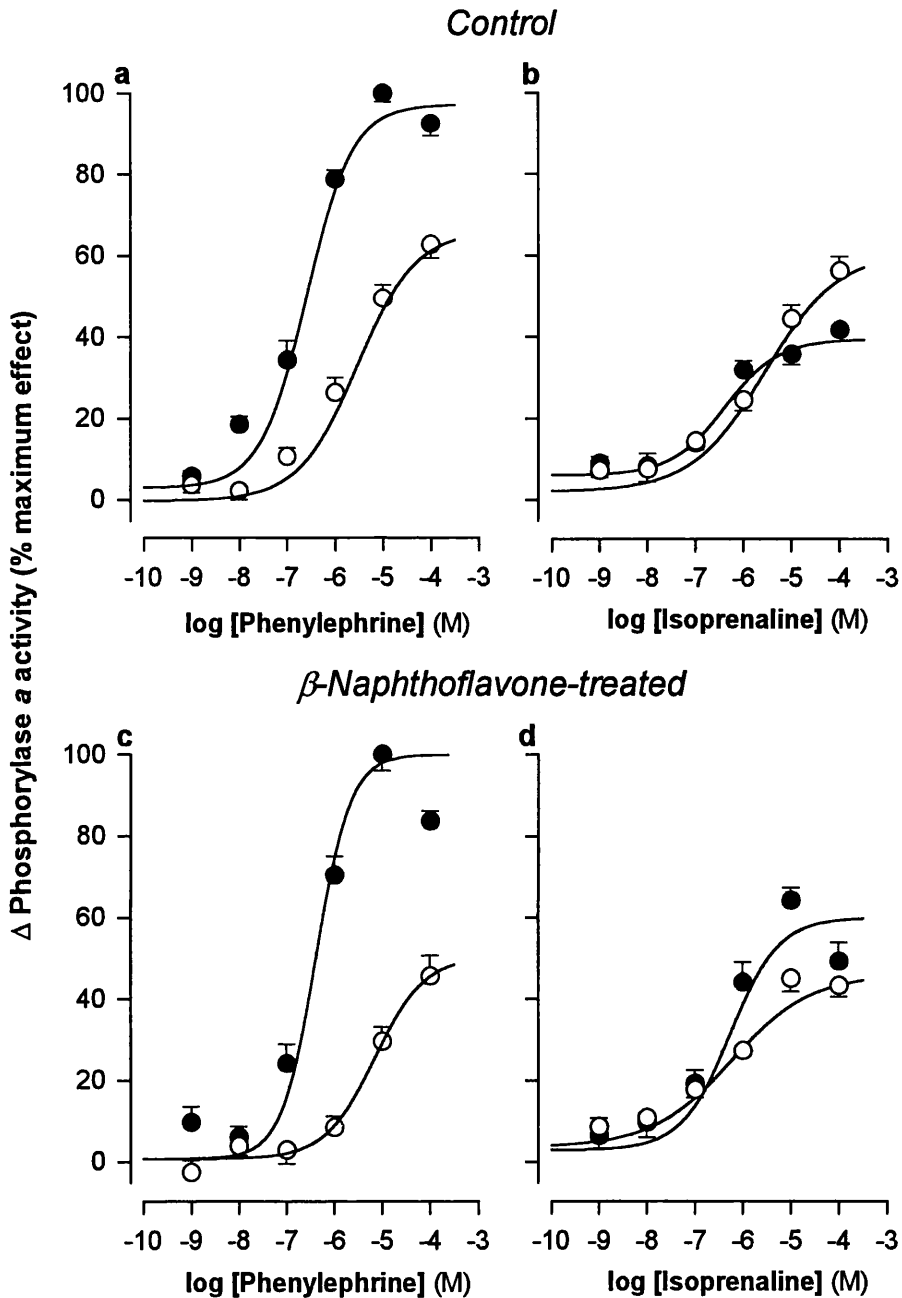 Control
a
b
Δ Phosphorylase a activity (% maximum effect)
100
80
60
40
20
0
-10 -9 -8 -7 -6 -5 -4 -3
-10 -9 -8 -7 -6 -5 -4 -3
log [Phenylephrine] (M)
log [Isoprenaline] (M)
β-Naphthoflavone-treated
c
d
100
80
60
40
20
0
-10 -9 -8 -7 -6 -5 -4 -3
-10 -9 -8 -7 -6 -5 -4 -3
log [Phenylephrine] (M)
log [Isoprenaline] (M)